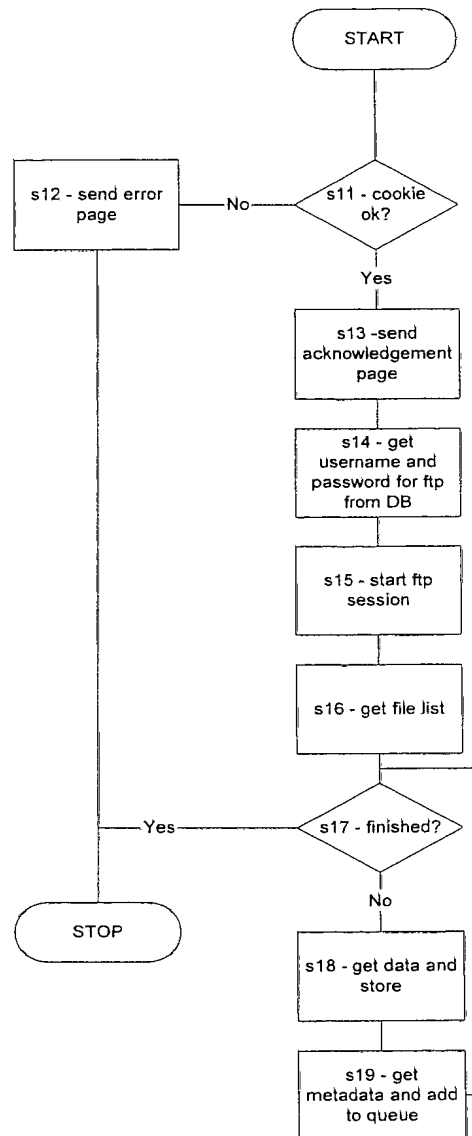 START
s12 - send error
page
No
s11 - cookie
ok?
Yes
s13 -send
acknowledgement
page
s14 - get
username and
password for ftp
from DB
s15 - start ftp
session
s16 - get file list
Yes
s17 - finished?
No
STOP
s18 - get data and
store
s19 - get
metadata and add
to queue